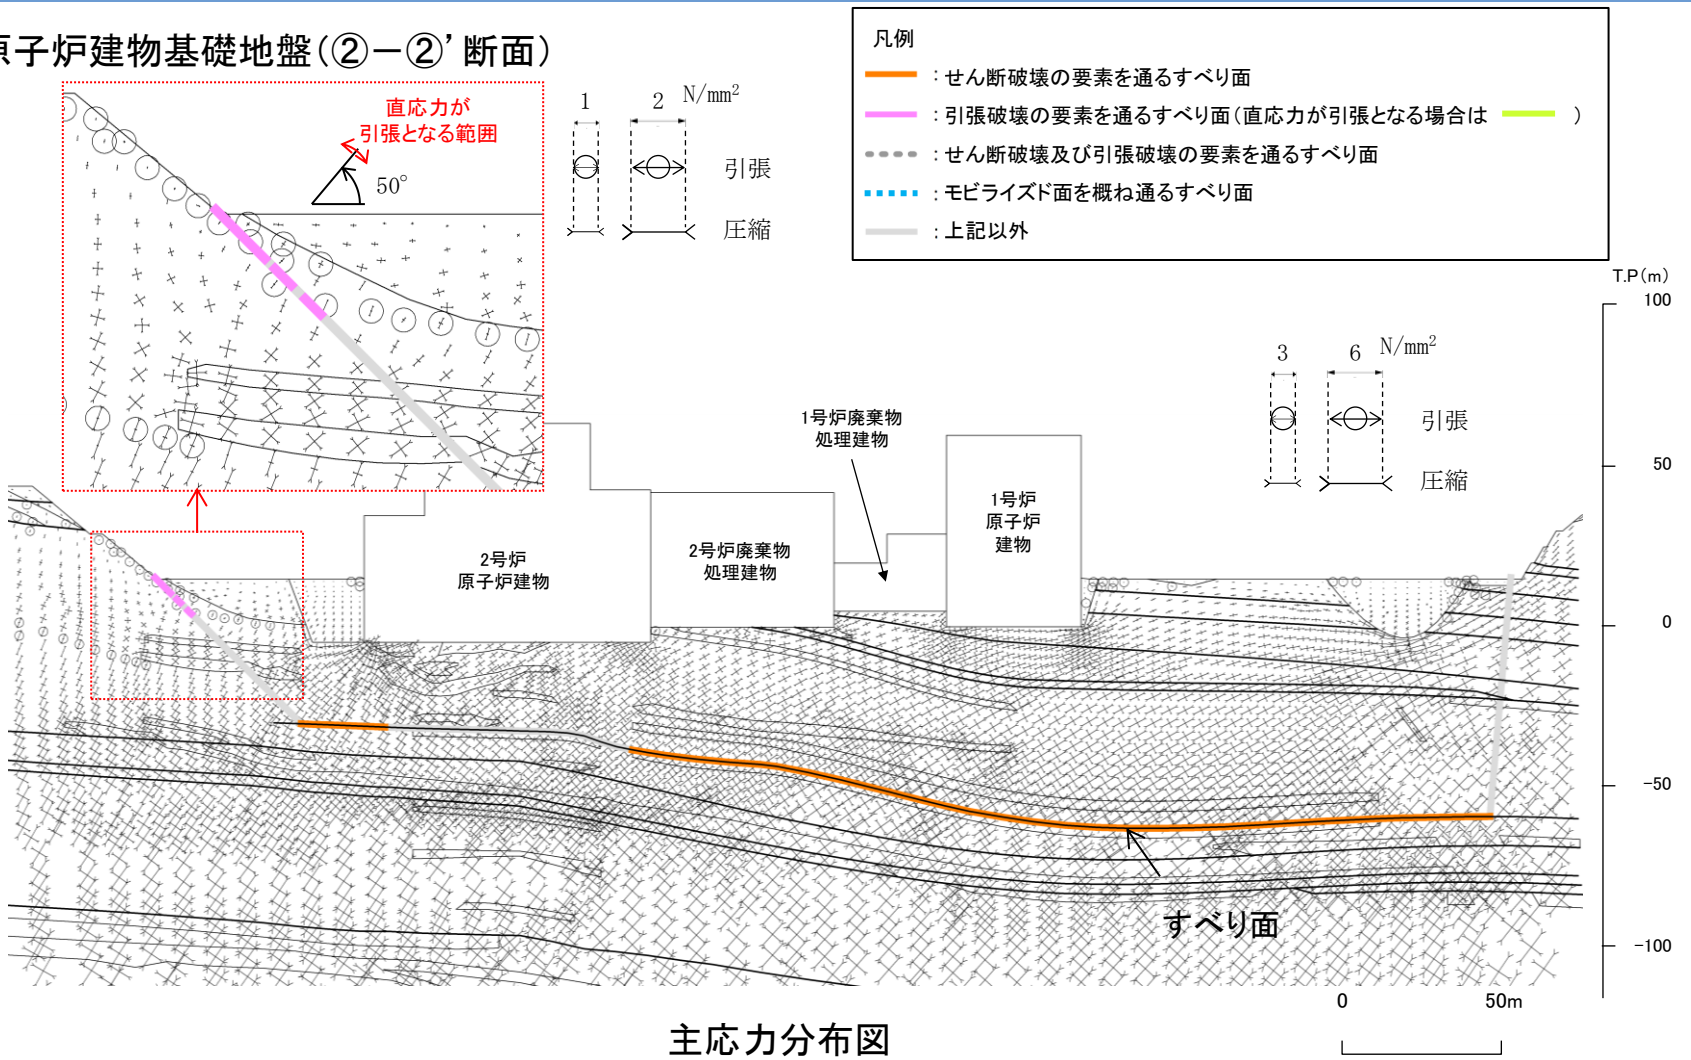 原子炉建物基礎地盤（②－②’断面）
凡例
：せん断破壊の要素を通るすべり面
：引張破壊の要素を通るすべり面（直応力が引張となる場合は　　）
：せん断破壊及び引張破壊の要素を通るすべり面
：モビライズド面を概ね通るすべり面
：上記以外
直応力が
引張となる範囲
50°
1 2 N/mm²
引張
圧縮
T.P（m）
100
50
0
-50
-100
3 6 N/mm²
引張
圧縮
1号炉廃棄物
処理建物
1号炉
原子炉
建物
2号炉
原子炉建物
2号炉廃棄物
処理建物
すべり面
0 50m
主応力分布図